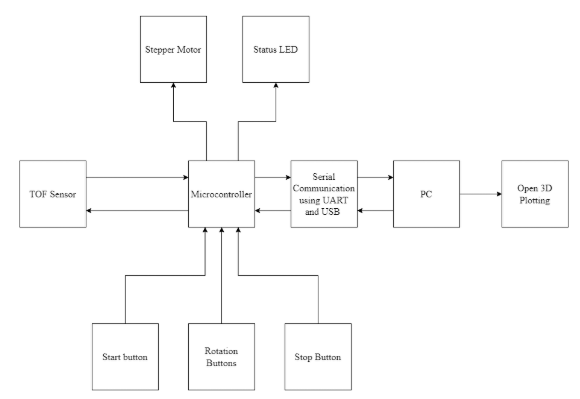 Stepper Motor
Status LED
TOF Sensor
Microcontroller
Serial
Communication
using UART
and USB
PC
Open 3D
Plotting
Start button
Rotation
Buttons
Stop Button